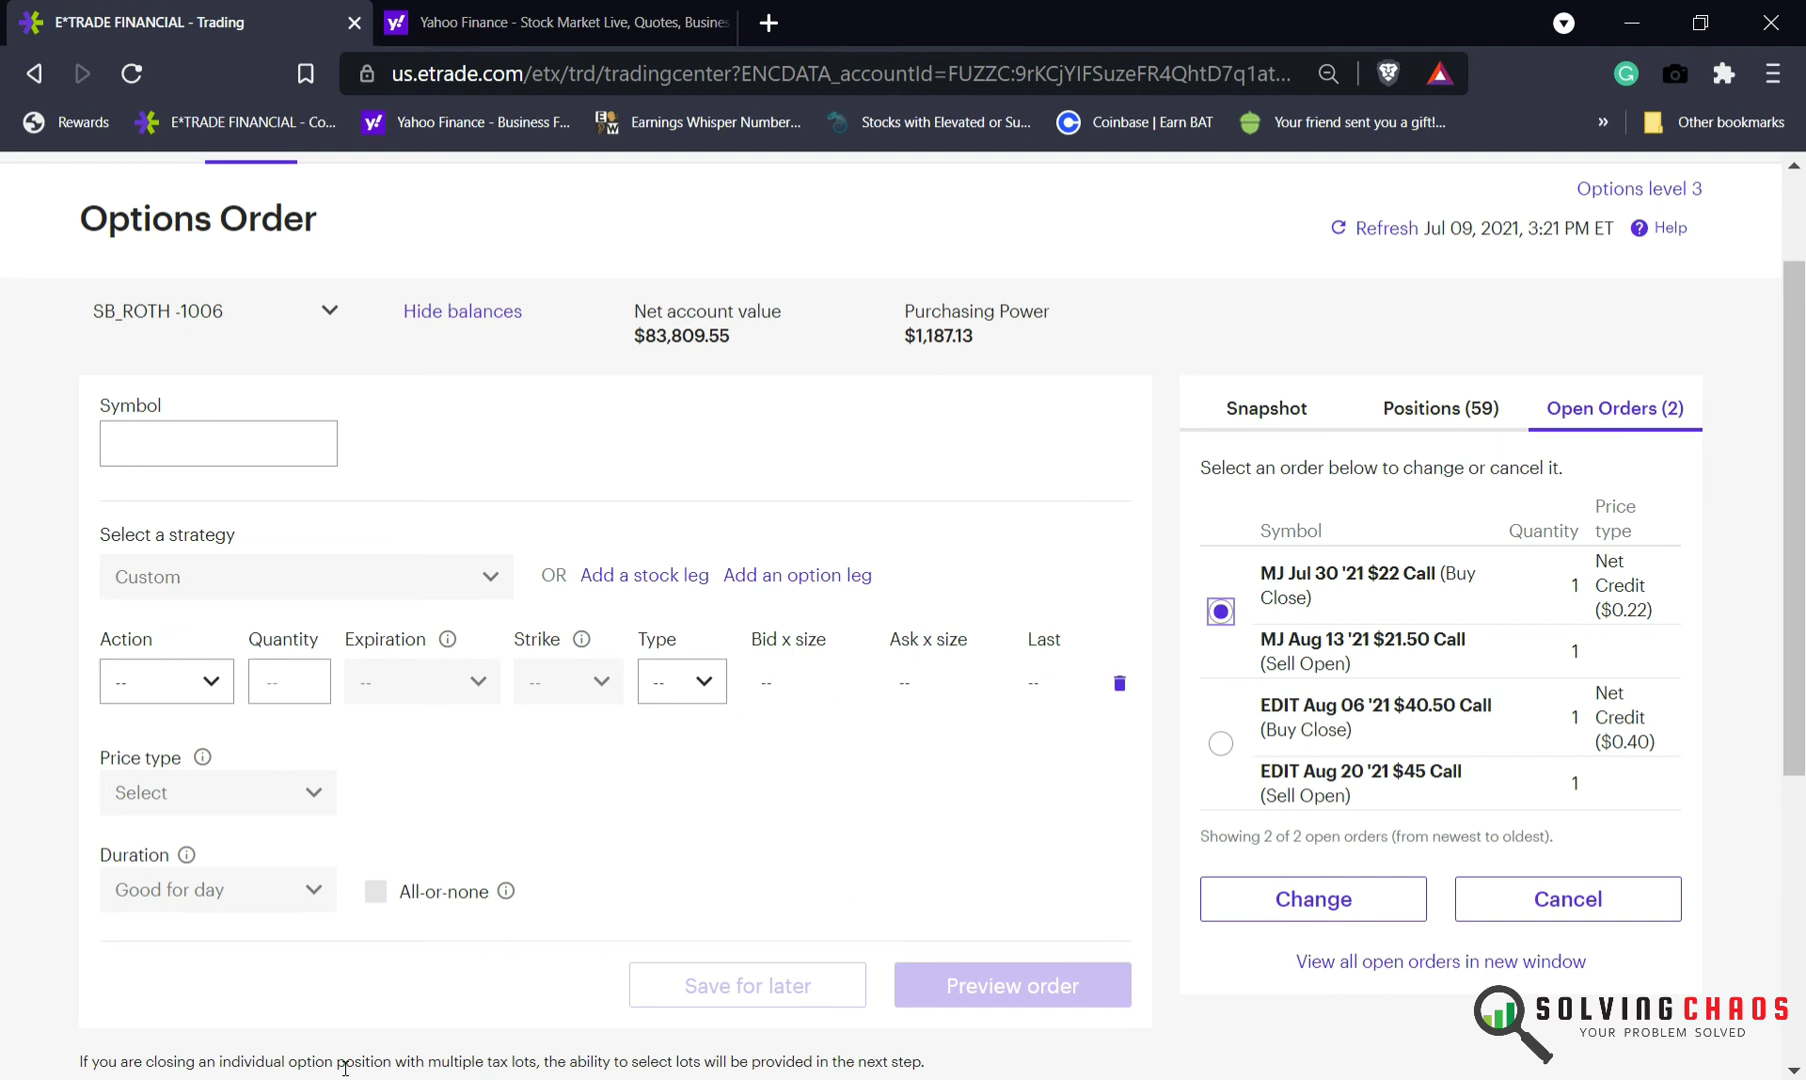 E*TRADE FINANCIAL - Trading
Yahoo Finance - Stock Market Live, Quotes, Busines
us.etrade.com/etx/trd/tradingcenter?ENCDATA_accountId=FUZZC:9rKCjYIFSuzeFR4QhtD7q1at...
Rewards
E*TRADE FINANCIAL - Co...
Yahoo Finance - Business F...
Earnings Whisper Number...
Stocks with Elevated or Su...
Coinbase | Earn BAT
Your friend sent you a gift!...
»
Other bookmarks
Options level 3
Options Order
Refresh Jul 09, 2021, 3:21 PM ET
Help
SB_ROTH -1006
Hide balances
Net account value
$83,809.55
Purchasing Power
$1,187.13
Symbol
Select a strategy
Custom
OR Add a stock leg Add an option leg
Action Quantity Expiration Strike Type Bid x size Ask x size Last
-- -- -- -- -- -- -- --
Price type
Select
Duration
Good for day
All-or-none
Save for later
Preview order
If you are closing an individual option position with multiple tax lots, the ability to select lots will be provided in the next step.
Snapshot
Positions (59)
Open Orders (2)
Select an order below to change or cancel it.
Symbol Quantity Price type
MJ Jul 30 '21 $22 Call (Buy Close) 1 Net Credit ($0.22)
MJ Aug 13 '21 $21.50 Call (Sell Open) 1
EDIT Aug 06 '21 $40.50 Call (Buy Close) 1 Net Credit ($0.40)
EDIT Aug 20 '21 $45 Call (Sell Open) 1
Showing 2 of 2 open orders (from newest to oldest).
Change
Cancel
View all open orders in new window
SOLVINGCHAOS
YOUR PROBLEM SOLVED